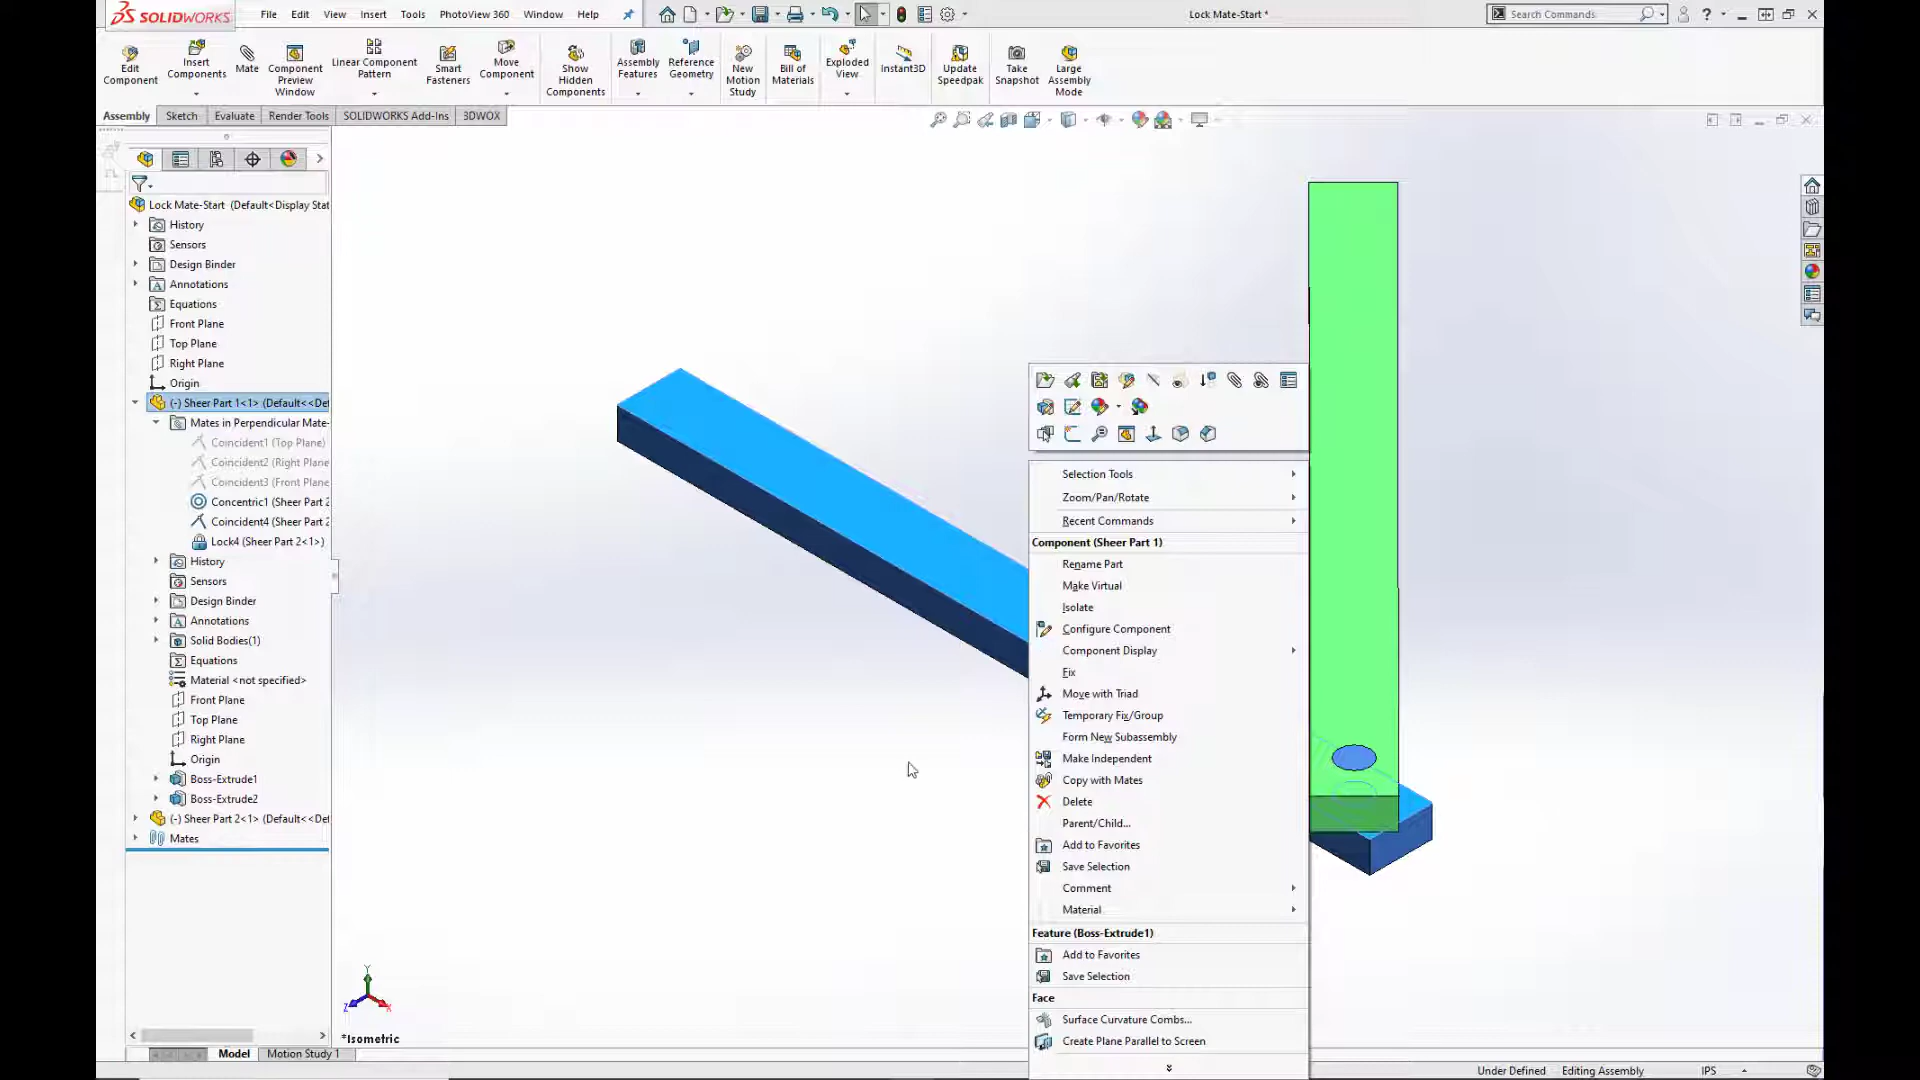 SOLIDWORKS
File Edit View Insert Tools PhotoView 360 Window Help
Lock Mate-Start *
Search Commands
?
Edit Component
Insert Components
Mate
Component Preview Window
Linear Component Pattern
Smart Fasteners
Move Component
Show Hidden Components
Assembly Features
Reference Geometry
New Motion Study
Bill of Materials
Exploded View
Instant3D
Update Speedpak
Take Snapshot
Large Assembly Mode
Assembly Sketch Evaluate Render Tools SOLIDWORKS Add-Ins 3DWOX
Lock Mate-Start (Default<Display Stat
History
Sensors
Design Binder
Annotations
Equations
Front Plane
Top Plane
Right Plane
Origin
(-) Sheer Part 1<1> (Default<<Def
Mates in Perpendicular Mate-
Coincident1 (Top Plane)
Coincident2 (Right Plane
Coincident3 (Front Plane
Concentric1 (Sheer Part 2
Coincident4 (Sheer Part 2
Lock4 (Sheer Part 2<1>)
History
Sensors
Design Binder
Annotations
Solid Bodies(1)
Equations
Material <not specified>
Front Plane
Top Plane
Right Plane
Origin
Boss-Extrude1
Boss-Extrude2
(-) Sheer Part 2<1> (Default<<Def
Mates
Selection Tools
Zoom/Pan/Rotate
Recent Commands
Component (Sheer Part 1)
Rename Part
Make Virtual
Isolate
Configure Component
Component Display
Fix
Move with Triad
Temporary Fix/Group
Form New Subassembly
Make Independent
Copy with Mates
Delete
Parent/Child...
Add to Favorites
Save Selection
Comment
Material
Feature (Boss-Extrude1)
Add to Favorites
Save Selection
Face
Surface Curvature Combs...
Create Plane Parallel to Screen
Y
Z
X
*Isometric
Model Motion Study 1
Under Defined Editing Assembly IPS